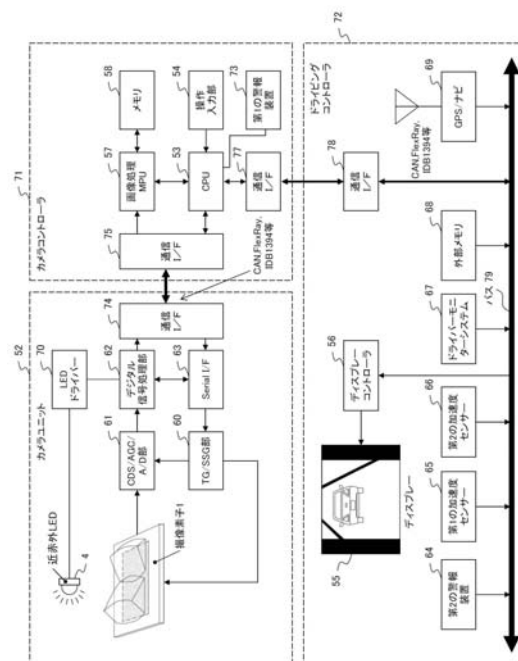 52
カメラユニット
近赤外LED
4
70
LED
ドライバー
撮像素子1
61
CDS/AGC/
A/D部
62
デジタル
信号処理部
60
TG/SSG部
63
Serial I/F
74
通信
I/F
CAN,FlexRay,
IDB1394等
71
カメラコントローラ
75
通信
I/F
57
画像処理
MPU
58
メモリ
53
CPU
54
操作
入力部
73
第1の警報
装置
77
通信
I/F
72
ドライビング
コントローラ
78
通信
I/F
CAN,FlexRay,
IDB1394等
69
GPS/ナビ
55
ディスプレー
56
ディスプレー
コントローラ
64
第2の警報
装置
65
第1の加速度
センサー
66
第2の加速度
センサー
67
ドライバーモニ
ターシステム
68
外部メモリ
バス 79